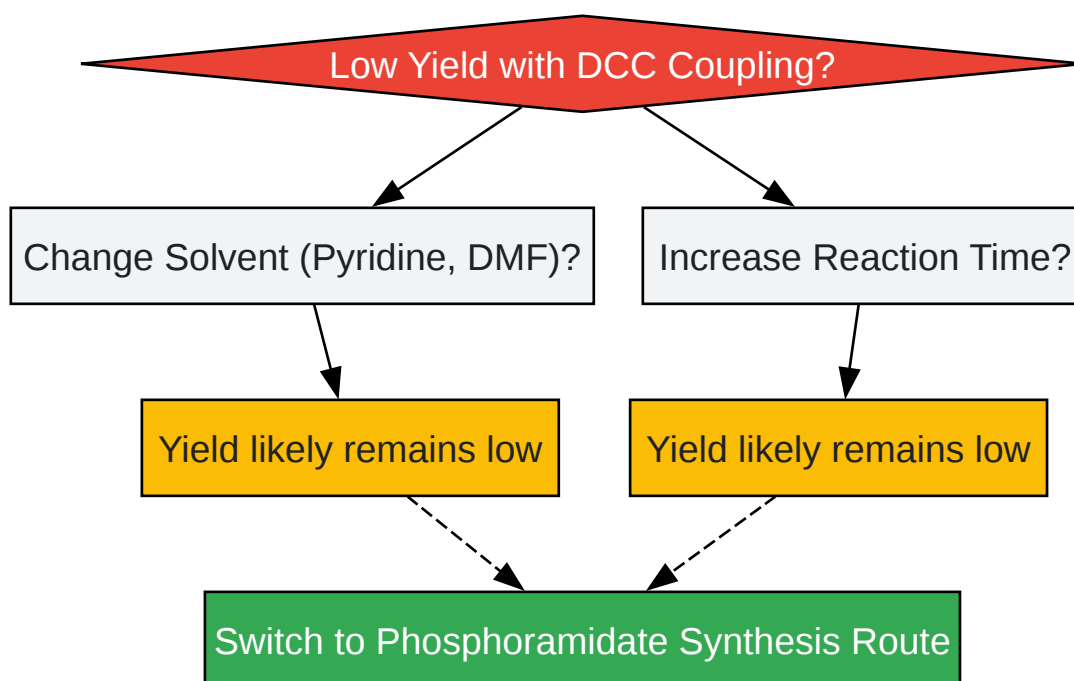 Low Yield with DCC Coupling?
Change Solvent (Pyridine, DMF)?
Increase Reaction Time?
Yield likely remains low
Yield likely remains low
Switch to Phosphoramidate Synthesis Route